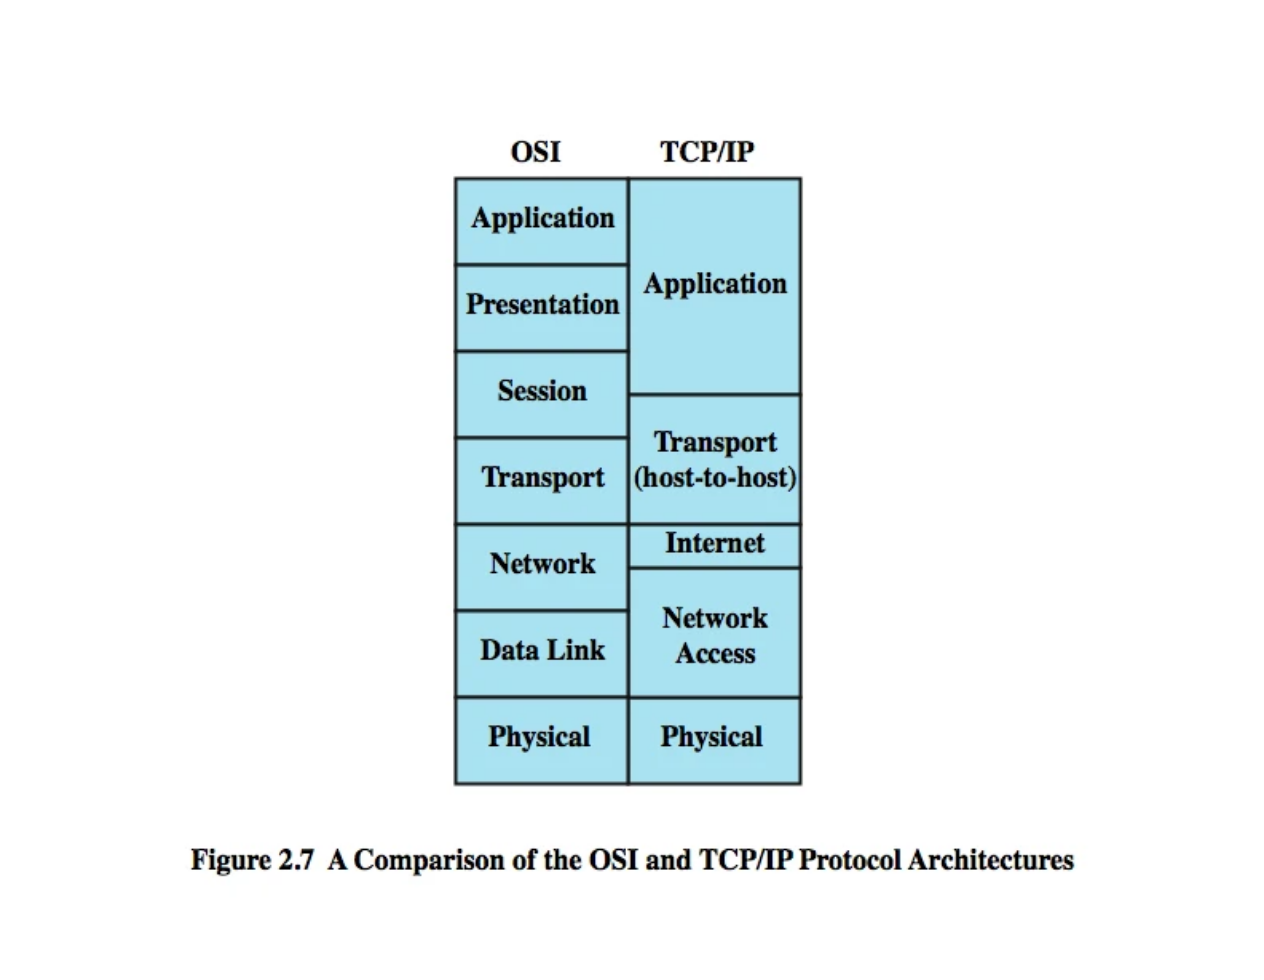 OSI
TCP/IP
Application
Presentation
Session
Transport
Network
Data Link
Physical
Application
Transport
(host-to-host)
Internet
Network
Access
Physical
Figure 2.7 A Comparison of the OSI and TCP/IP Protocol Architectures